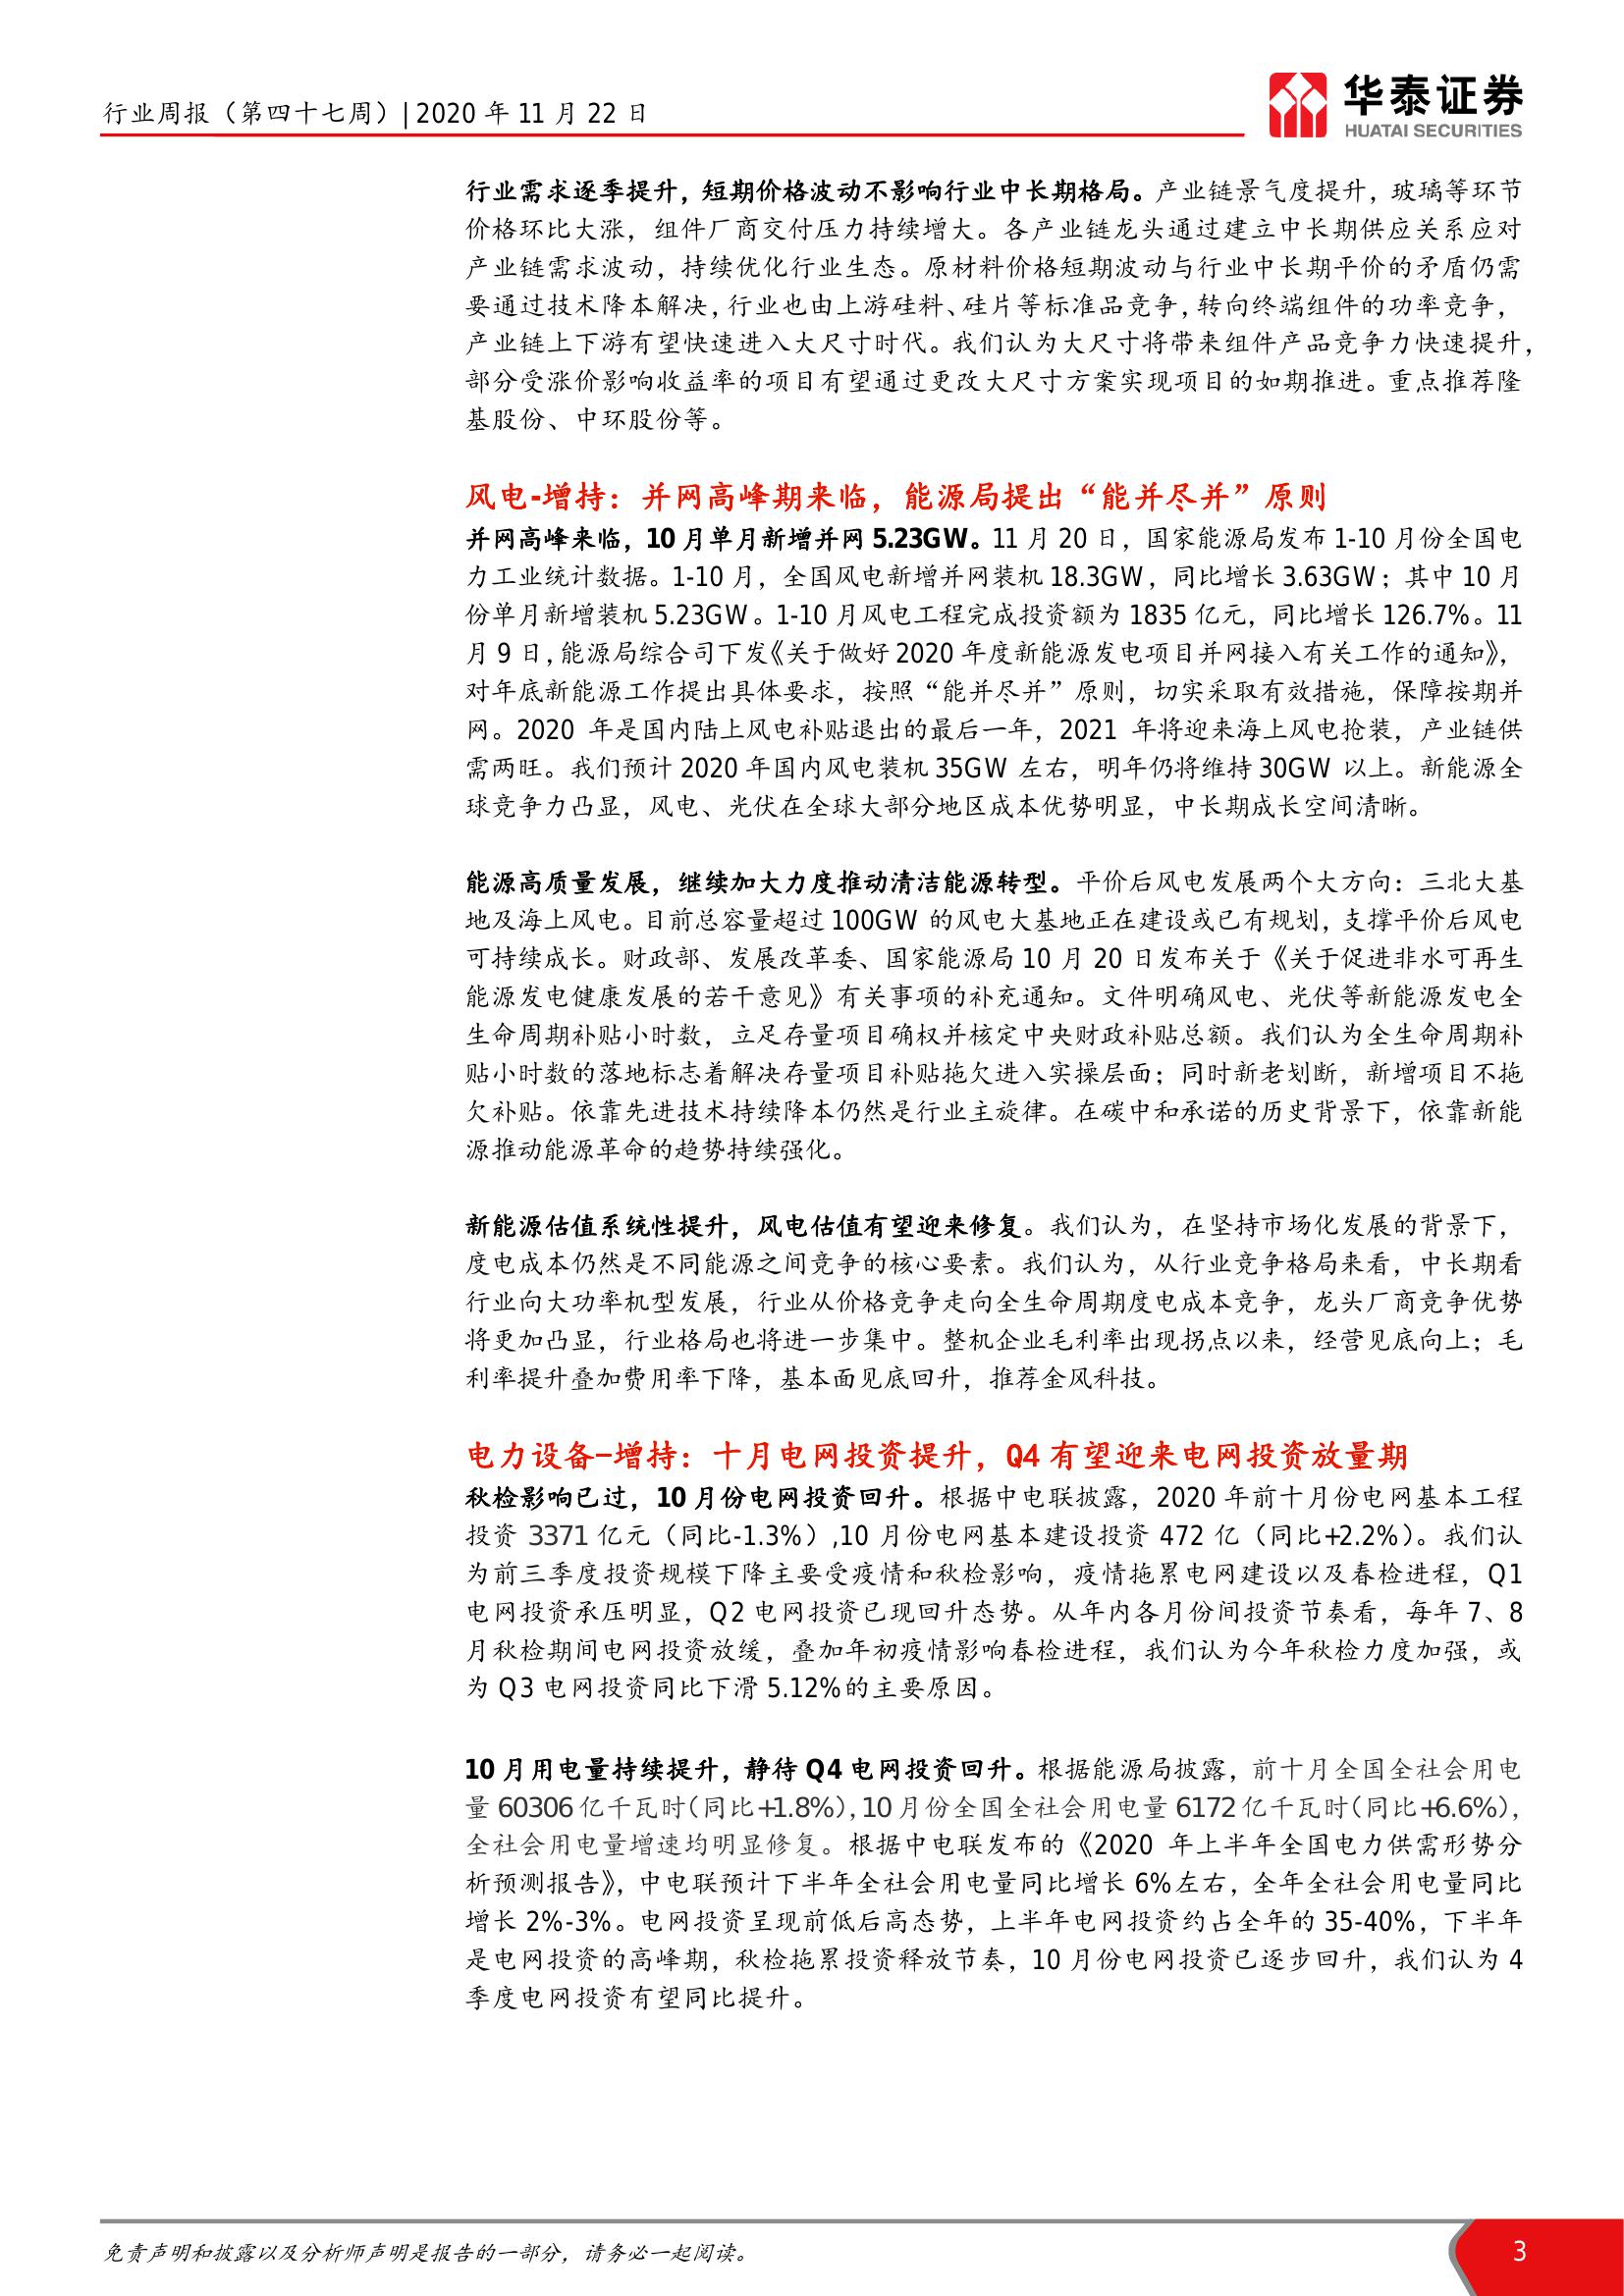 行业周报（第四十七周）| 2020 年 11 月 22 日
华泰证券
HUATAI SECURITIES
行业需求逐季提升，短期价格波动不影响行业中长期格局。产业链景气度提升，玻璃等环节
价格环比大涨，组件厂商交付压力持续增大。各产业链龙头通过建立中长期供应关系应对
产业链需求波动，持续优化行业生态。原材料价格短期波动与行业中长期平价的矛盾仍需
要通过技术降本解决，行业也由上游硅料、硅片等标准品竞争，转向终端组件的功率竞争，
产业链上下游有望快速进入大尺寸时代。我们认为大尺寸将带来组件产品竞争力快速提升，
部分受涨价影响收益率的项目有望通过更改大尺寸方案实现项目的如期推进。重点推荐隆
基股份、中环股份等。
风电-增持：并网高峰期来临，能源局提出“能并尽并”原则
并网高峰来临，10 月单月新增并网 5.23GW。11 月 20 日，国家能源局发布 1-10 月份全国电
力工业统计数据。1-10 月，全国风电新增并网装机 18.3GW，同比增长 3.63GW；其中 10 月
份单月新增装机 5.23GW。1-10 月风电工程完成投资额为 1835 亿元，同比增长 126.7%。11
月 9 日，能源局综合司下发《关于做好 2020 年度新能源发电项目并网接入有关工作的通知》，
对年底新能源工作提出具体要求，按照“能并尽并”原则，切实采取有效措施，保障按期并
网。2020 年是国内陆上风电补贴退出的最后一年，2021 年将迎来海上风电抢装，产业链供
需两旺。我们预计 2020 年国内风电装机 35GW 左右，明年仍将维持 30GW 以上。新能源全
球竞争力凸显，风电、光伏在全球大部分地区成本优势明显，中长期成长空间清晰。
能源高质量发展，继续加大力度推动清洁能源转型。平价后风电发展两个大方向：三北大基
地及海上风电。目前总容量超过 100GW 的风电大基地正在建设或已有规划，支撑平价后风电
可持续成长。财政部、发展改革委、国家能源局 10 月 20 日发布关于《关于促进非水可再生
能源发电健康发展的若干意见》有关事项的补充通知。文件明确风电、光伏等新能源发电全
生命周期补贴小时数，立足存量项目确权并核定中央财政补贴总额。我们认为全生命周期补
贴小时数的落地标志着解决存量项目补贴拖欠进入实操层面；同时新老划断，新增项目不拖
欠补贴。依靠先进技术持续降本仍然是行业主旋律。在碳中和承诺的历史背景下，依靠新能
源推动能源革命的趋势持续强化。
新能源估值系统性提升，风电估值有望迎来修复。我们认为，在坚持市场化发展的背景下，
度电成本仍然是不同能源之间竞争的核心要素。我们认为，从行业竞争格局来看，中长期看
行业向大功率机型发展，行业从价格竞争走向全生命周期度电成本竞争，龙头厂商竞争优势
将更加凸显，行业格局也将进一步集中。整机企业毛利率出现拐点以来，经营见底向上；毛
利率提升叠加费用率下降，基本面见底回升，推荐金风科技。
电力设备–增持：十月电网投资提升，Q4 有望迎来电网投资放量期
秋检影响已过，10 月份电网投资回升。根据中电联披露，2020 年前十月份电网基本工程
投资 3371 亿元（同比-1.3%）,10 月份电网基本建设投资 472 亿（同比+2.2%）。我们认
为前三季度投资规模下降主要受疫情和秋检影响，疫情拖累电网建设以及春检进程，Q1
电网投资承压明显，Q2 电网投资已现回升态势。从年内各月份间投资节奏看，每年 7、8
月秋检期间电网投资放缓，叠加年初疫情影响春检进程，我们认为今年秋检力度加强，或
为 Q3 电网投资同比下滑 5.12%的主要原因。
10 月用电量持续提升，静待 Q4 电网投资回升。根据能源局披露，前十月全国全社会用电
量 60306 亿千瓦时（同比+1.8%），10 月份全国全社会用电量 6172 亿千瓦时（同比+6.6%），
全社会用电量增速均明显修复。根据中电联发布的《2020 年上半年全国电力供需形势分
析预测报告》，中电联预计下半年全社会用电量同比增长 6%左右，全年全社会用电量同比
增长 2%-3%。电网投资呈现前低后高态势，上半年电网投资约占全年的 35-40%，下半年
是电网投资的高峰期，秋检拖累投资释放节奏，10 月份电网投资已逐步回升，我们认为 4
季度电网投资有望同比提升。
免责声明和披露以及分析师声明是报告的一部分，请务必一起阅读。
3